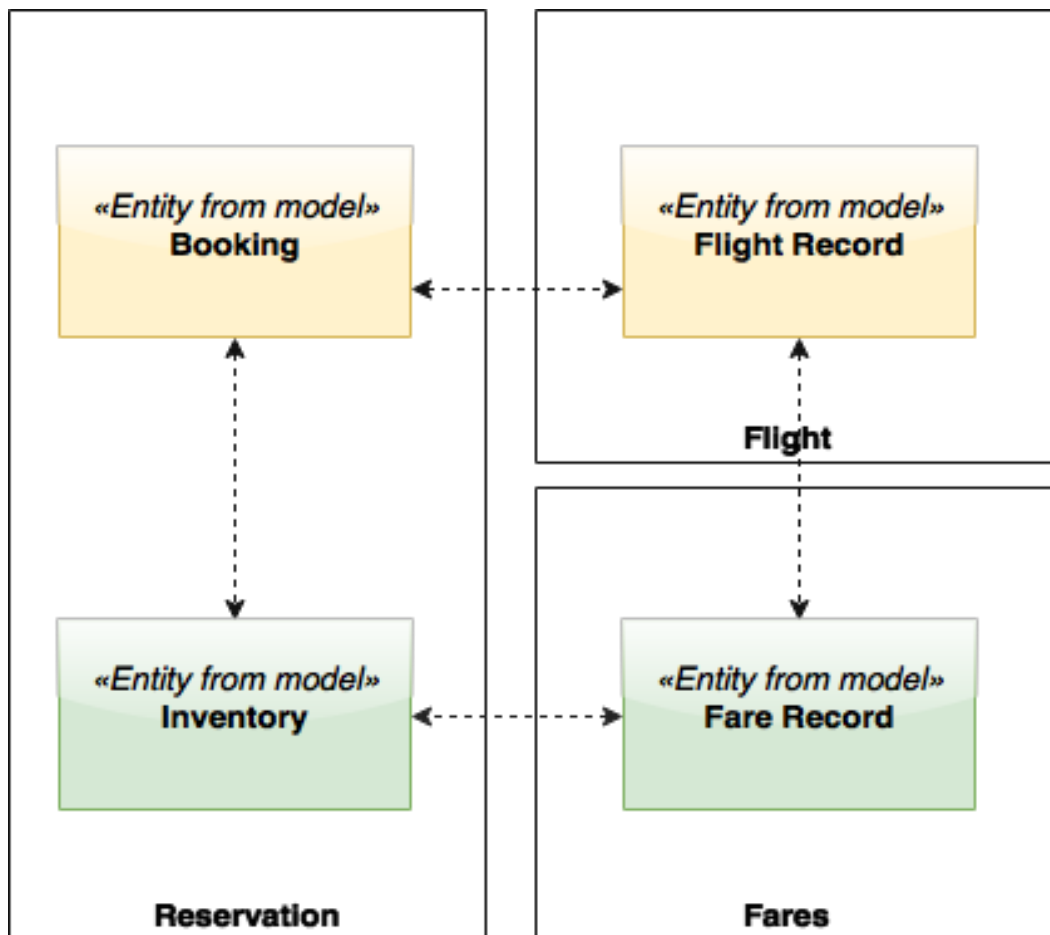 «Entity from model»
Booking
«Entity from model»
Flight Record
Flight
«Entity from model»
Inventory
«Entity from model»
Fare Record
Reservation
Fares